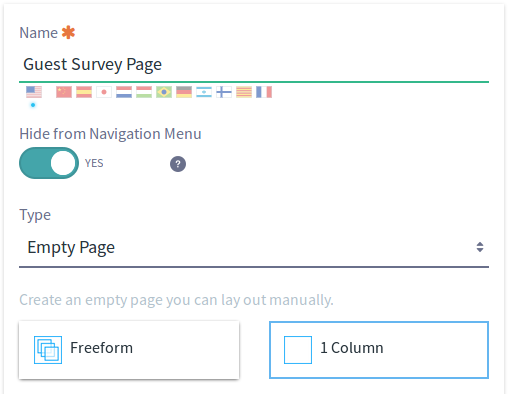 Name ✱
Guest Survey Page
Hide from Navigation Menu
YES ?
Type
Empty Page
Create an empty page you can lay out manually.
Freeform 1 Column